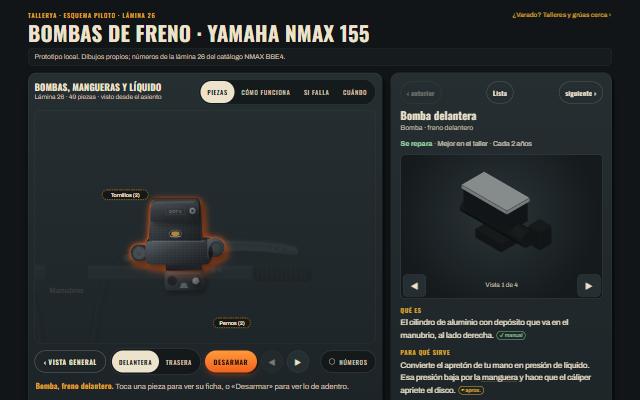 TALLERYA · ESQUEMA PILOTO · LÁMINA 26
¿Varado? Talleres y grúas cerca ›
BOMBAS DE FRENO · YAMAHA NMAX 155
Prototipo local. Dibujos propios; números de la lámina 26 del catálogo NMAX BBE4.
BOMBAS, MANGUERAS Y LÍQUIDO
Lámina 26 · 49 piezas · visto desde el asiento
PIEZAS
CÓMO FUNCIONA
SI FALLA
CUÁNDO
Tornillos (2)
DOT 4
Manubrio
Pernos (2)
‹ VISTA GENERAL
DELANTERA
TRASERA
DESARMAR
NÚMEROS
Bomba, freno delantero. Toca una pieza para ver su ficha, o «Desarmar» para ver lo de adentro.
‹ anterior
Lista
siguiente ›
Bomba delantera
Bomba · freno delantero
Se repara · Mejor en el taller · Cada 2 años
Vista 1 de 4
QUÉ ES
El cilindro de aluminio con depósito que va en el
manubrio, al lado derecho. ✓ manual
PARA QUÉ SIRVE
Convierte el apretón de tu mano en presión de líquido.
Esa presión baja por la manguera y hace que el cáliper
apriete el disco. ≈ aprox.